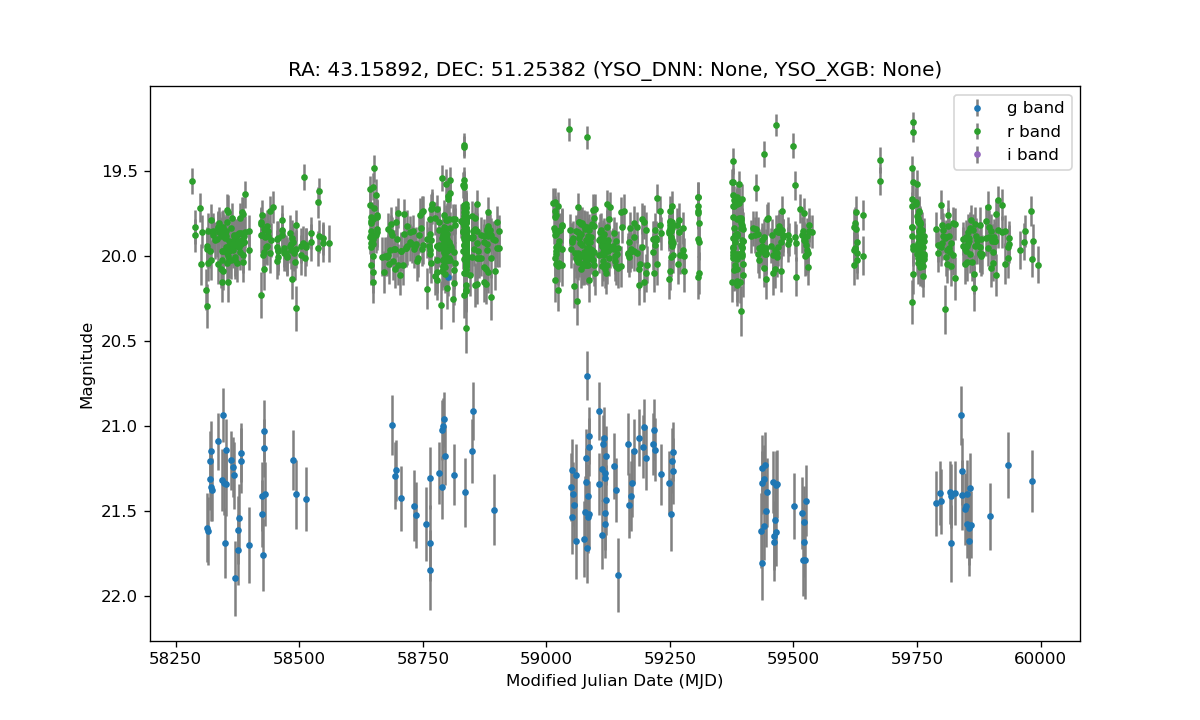 RA: 43.15892, DEC: 51.25382 (YSO_DNN: None, YSO_XGB: None)
g band
r band
i band
19.5
20.0
20.5
21.0
21.5
22.0
Magnitude
58250 58500 58750 59000 59250 59500 59750 60000
Modified Julian Date (MJD)